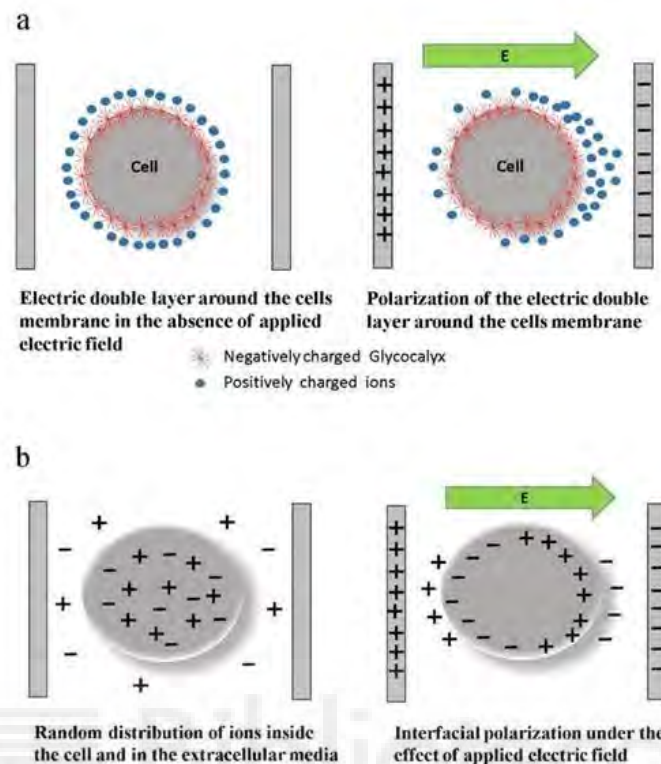 a
E
Cell
Cell
Electric double layer around the cells
membrane in the absence of applied
electric field
Polarization of the electric double
layer around the cells membrane
Negatively charged Glycocalyx
Positively charged ions
b
E
Random distribution of ions inside
the cell and in the extracellular media
Interfacial polarization under the
effect of applied electric field